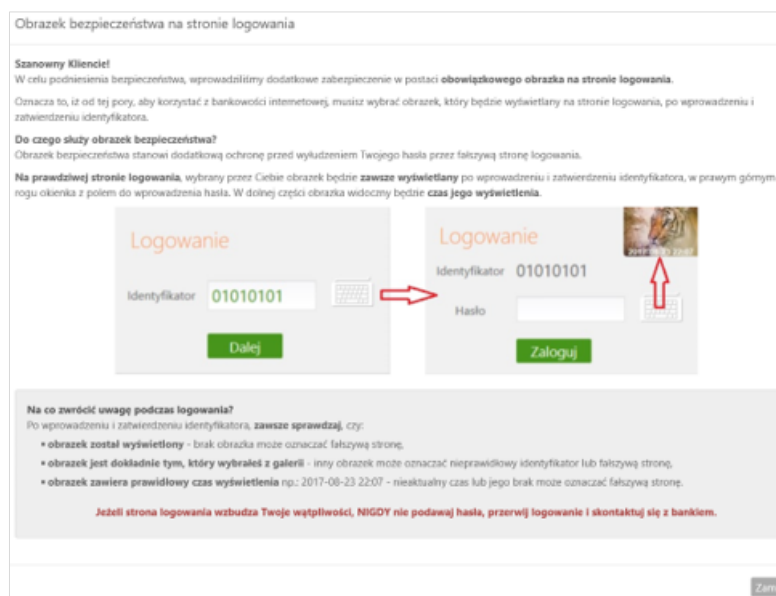 Obrazek bezpieczeństwa na stronie logowania
Szanowny Kliencie!
W celu podniesienia bezpieczeństwa, wprowadziliśmy dodatkowe zabezpieczenie w postaci obowiązkowego obrazka na stronie logowania.
Oznacza to, iż od tej pory, aby korzystać z bankowości internetowej, musisz wybrać obrazek, który będzie wyświetlany na stronie logowania, po wprowadzeniu i
zatwierdzeniu identyfikatora.
Do czego służy obrazek bezpieczeństwa?
Obrazek bezpieczeństwa stanowi dodatkową ochronę przed wyłudzeniem Twojego hasła przez fałszywą stronę logowania.
Na prawdziwej stronie logowania, wybrany przez Ciebie obrazek będzie zawsze wyświetlany po wprowadzeniu i zatwierdzeniu identyfikatora, w prawym górnym
rogu okienka z polem do wprowadzenia hasła. W dolnej części obrazka widoczny będzie czas jego wyświetlenia.
Logowanie
Identyfikator 01010101
Dalej
Logowanie
2017-08-23 22:07
Identyfikator 01010101
Hasło
Zaloguj
Na co zwrócić uwagę podczas logowania?
Po wprowadzeniu i zatwierdzeniu identyfikatora, zawsze sprawdzaj, czy:
• obrazek został wyświetlony - brak obrazka może oznaczać fałszywą stronę,
• obrazek jest dokładnie tym, który wybrałeś z galerii - inny obrazek może oznaczać nieprawidłowy identyfikator lub fałszywą stronę,
• obrazek zawiera prawidłowy czas wyświetlenia np.: 2017-08-23 22:07 - nieaktualny czas lub jego brak może oznaczać fałszywą stronę.
Jeżeli strona logowania wzbudza Twoje wątpliwości, NIGDY nie podawaj hasła, przerwij logowanie i skontaktuj się z bankiem.